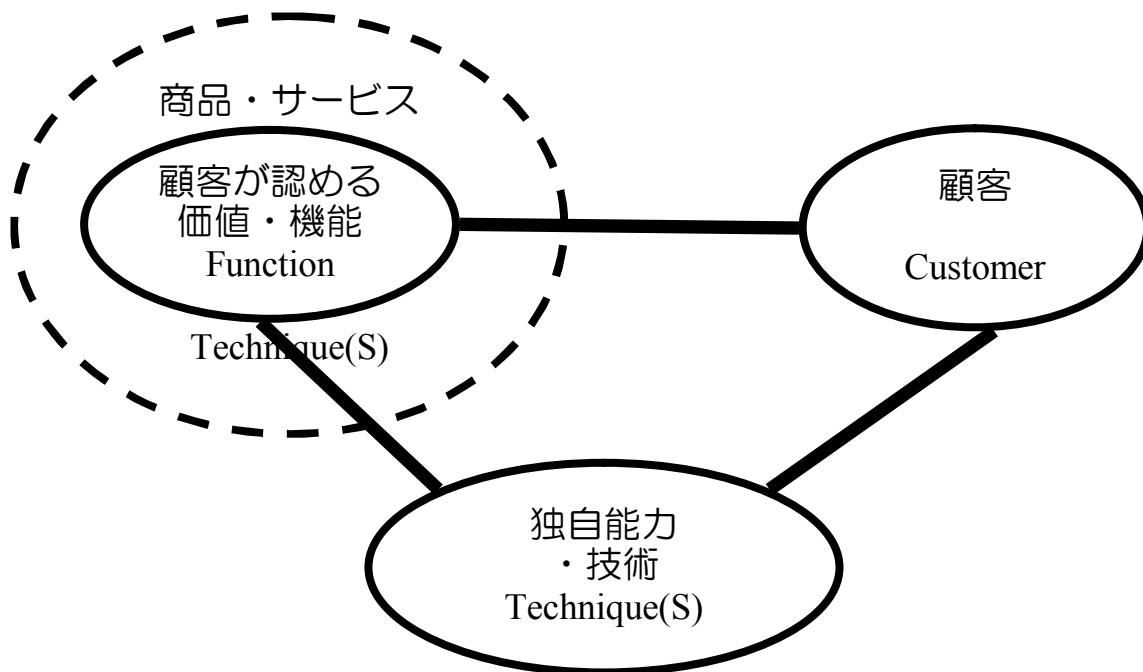 商品・サービス
顧客が認める
価値・機能
Function
Technique(S)
顧客
Customer
独自能力
・技術
Technique(S)